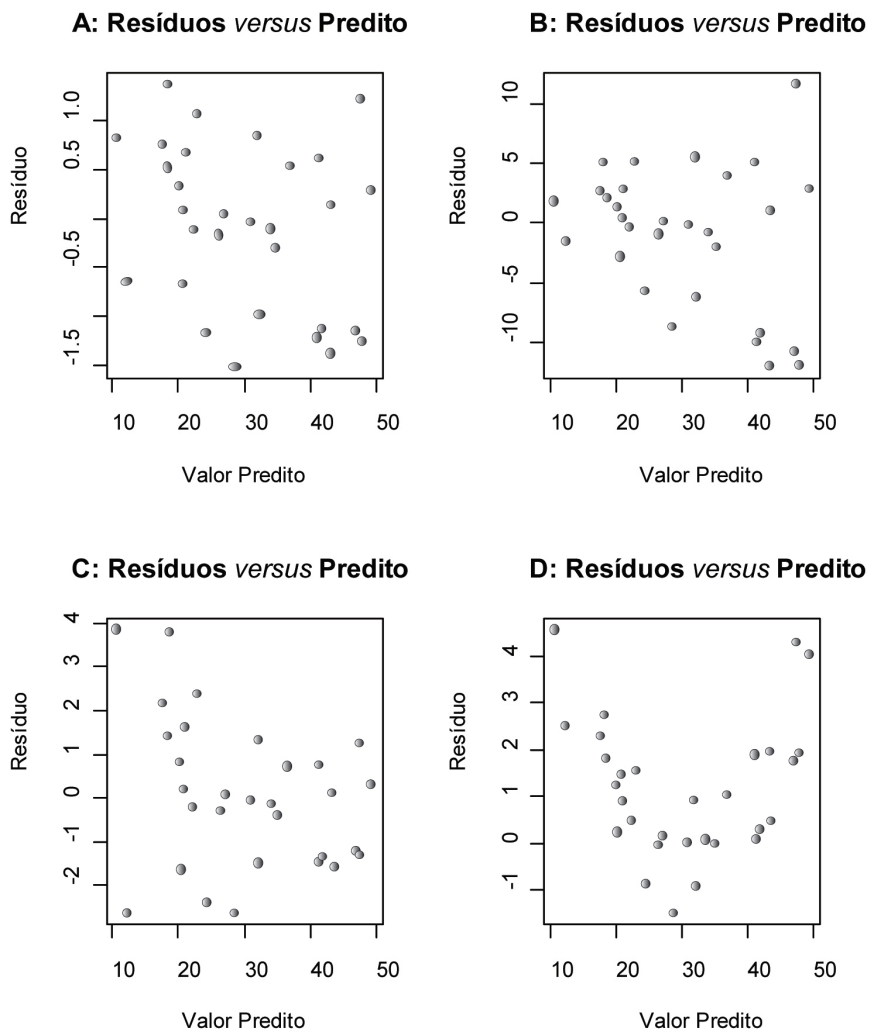 A: Resíduos versus Predito
Resíduo
1.0
0.5
-0.5
-1.5
10 20 30 40 50
Valor Predito
B: Resíduos versus Predito
Resíduo
10
5
0
-5
-10
10 20 30 40 50
Valor Predito
C: Resíduos versus Predito
Resíduo
4
3
2
1
0
-1
-2
10 20 30 40 50
Valor Predito
D: Resíduos versus Predito
Resíduo
4
3
2
1
0
-1
10 20 30 40 50
Valor Predito